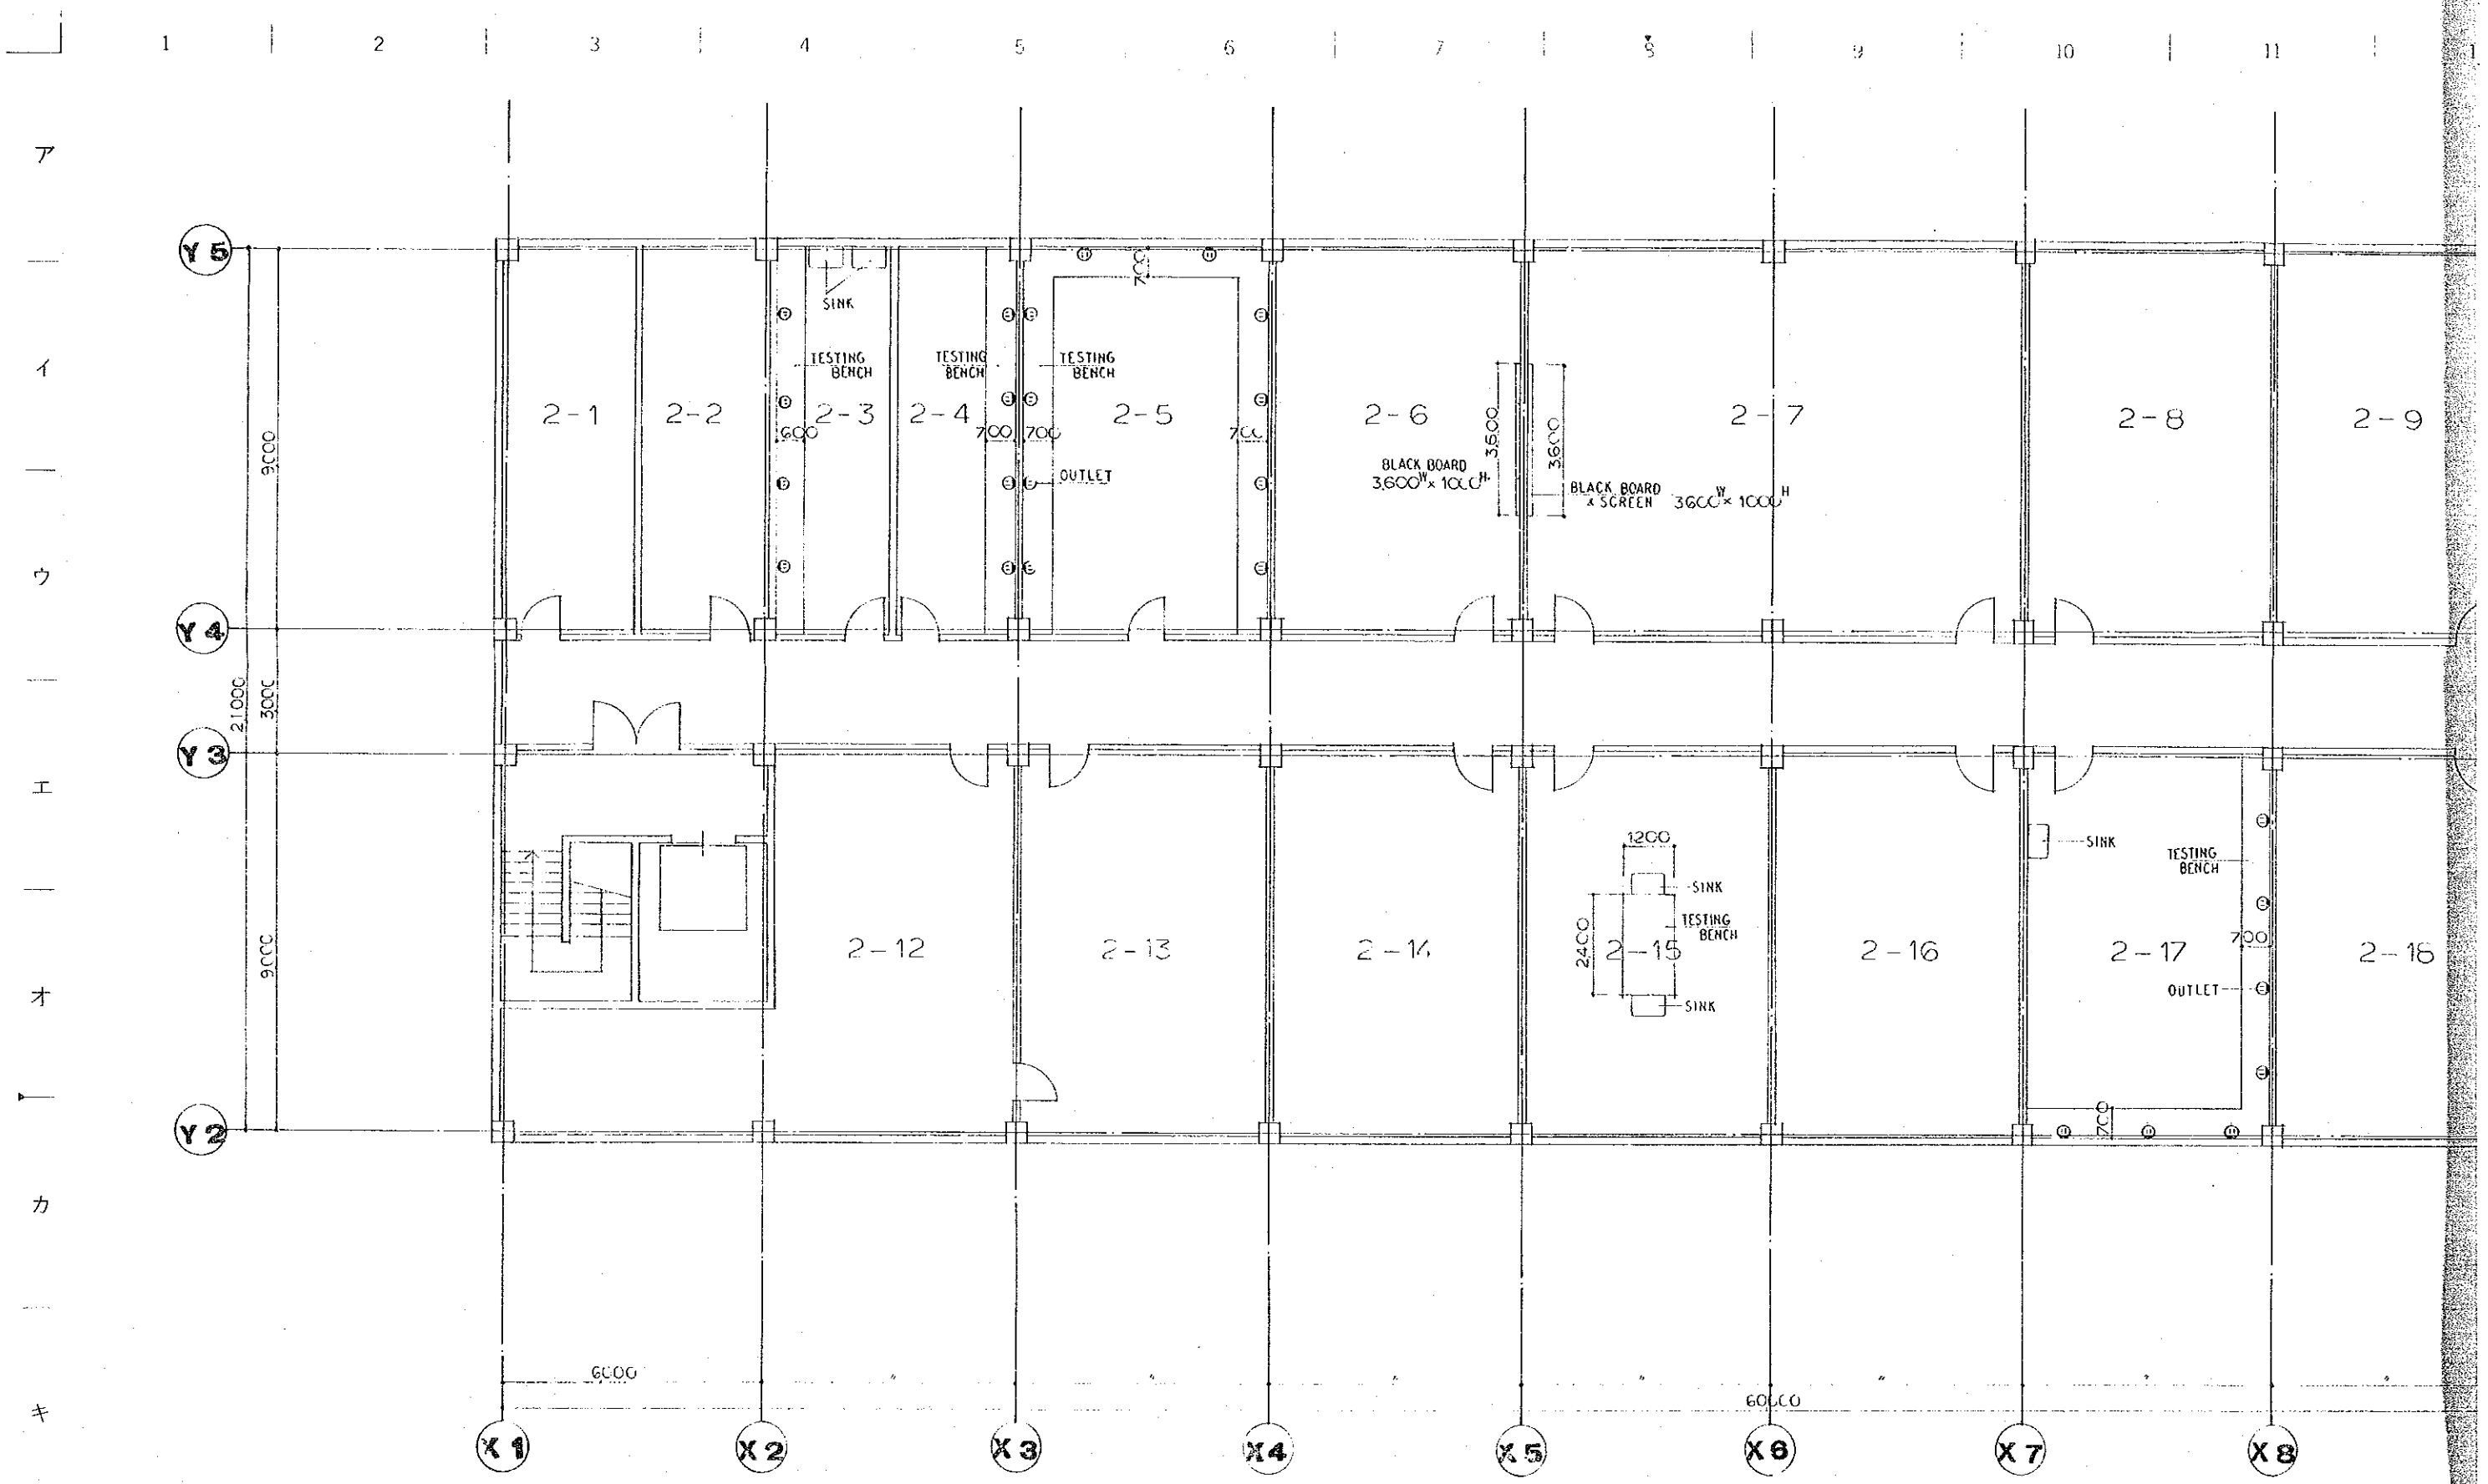 1 2 3 4 5 6 7 8 9 10 11
ア
イ
ウ
エ
オ
カ
キ
Y5
Y4
Y3
Y2
9000
3000
21000
9000
SINK
700
TESTING BENCH
TESTING BENCH
TESTING BENCH
2-1
2-2
2-3
2-4
2-5
2-6
2-7
2-8
2-9
600
700
700
700
OUTLET
3,600
3,600
BLACK BOARD
3,600W x 1000H
BLACK BOARD
& SCREEN 3600W x 1000H
1200
SINK
TESTING
BENCH
2400
SINK
SINK
TESTING
BENCH
700
OUTLET
700
2-12
2-13
2-14
2-15
2-16
2-17
2-18
6000 〃 〃 〃 〃 〃 〃 〃
60000
X1 X2 X3 X4 X5 X6 X7 X8